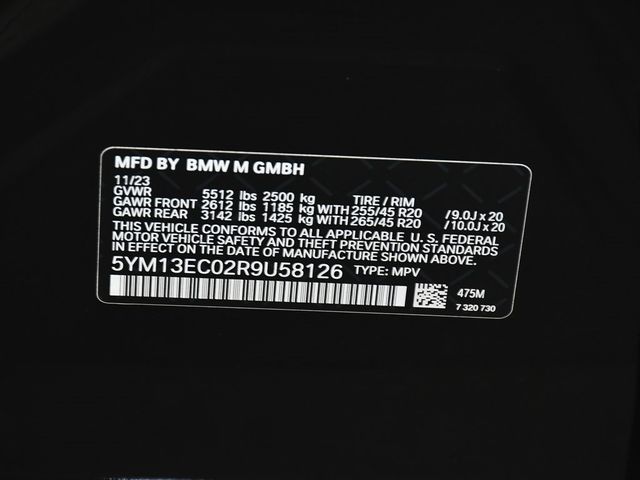 MFD BY BMW M GMBH
11/23
GVWR 5512 lbs 2500 kg TIRE / RIM
GAWR FRONT 2612 lbs 1185 kg WITH 255/45 R20 / 9.0J x 20
GAWR REAR 3142 lbs 1425 kg WITH 265/45 R20 / 10.0J x 20
THIS VEHICLE CONFORMS TO ALL APPLICABLE U.S. FEDERAL
MOTOR VEHICLE SAFETY AND THEFT PREVENTION STANDARDS
IN EFFECT ON THE DATE OF MANUFACTURE SHOWN ABOVE.
5YM13EC02R9U58126 TYPE: MPV
475M
7 320 730